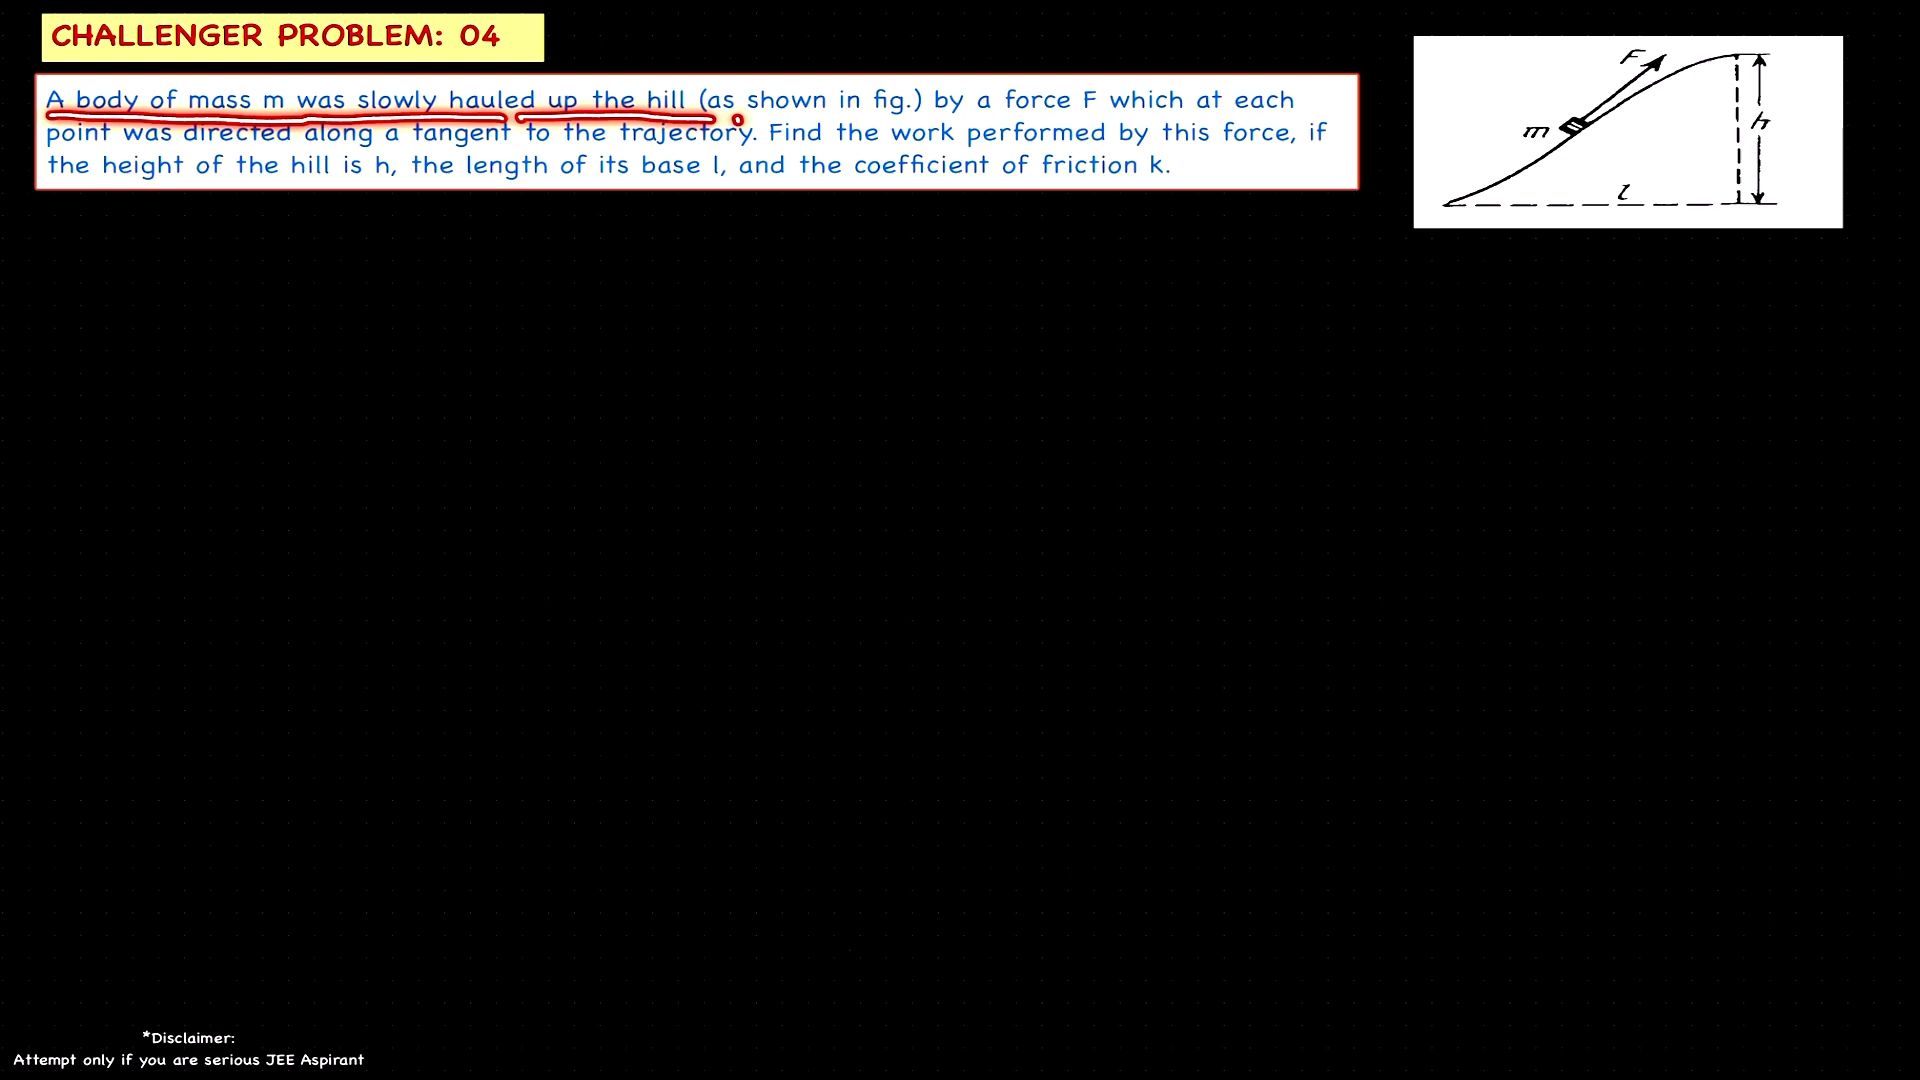 CHALLENGER PROBLEM: 04
A body of mass m was slowly hauled up the hill (as shown in fig.) by a force F which at each
point was directed along a tangent to the trajectory. Find the work performed by this force, if
the height of the hill is h, the length of its base l, and the coefficient of friction k.
F
m
h
l
*Disclaimer:
Attempt only if you are serious JEE Aspirant